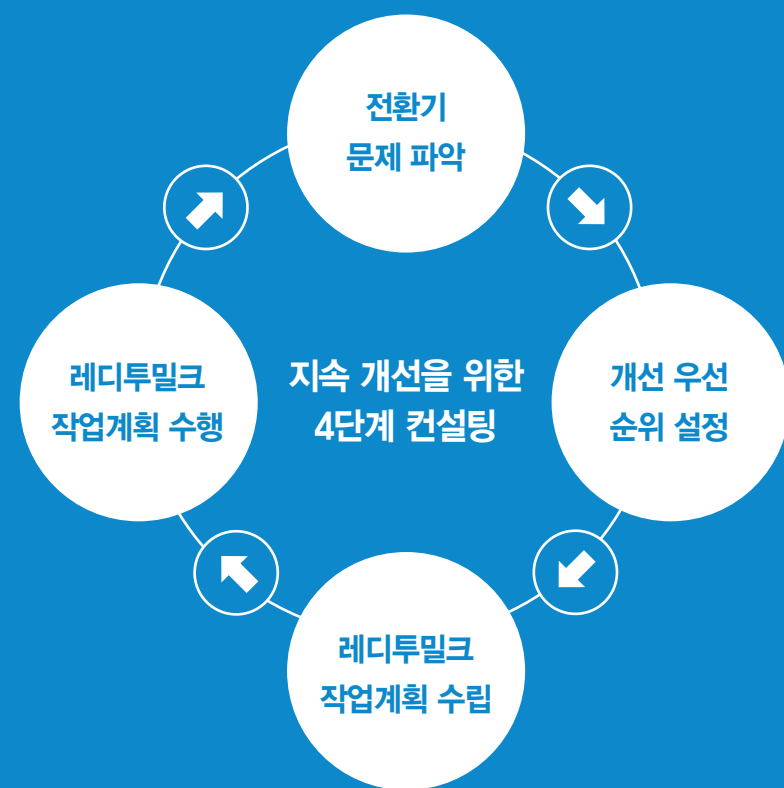 전환기
문제 파악
레디투밀크
작업계획 수행
지속 개선을 위한
4단계 컨설팅
개선 우선
순위 설정
레디투밀크
작업계획 수립